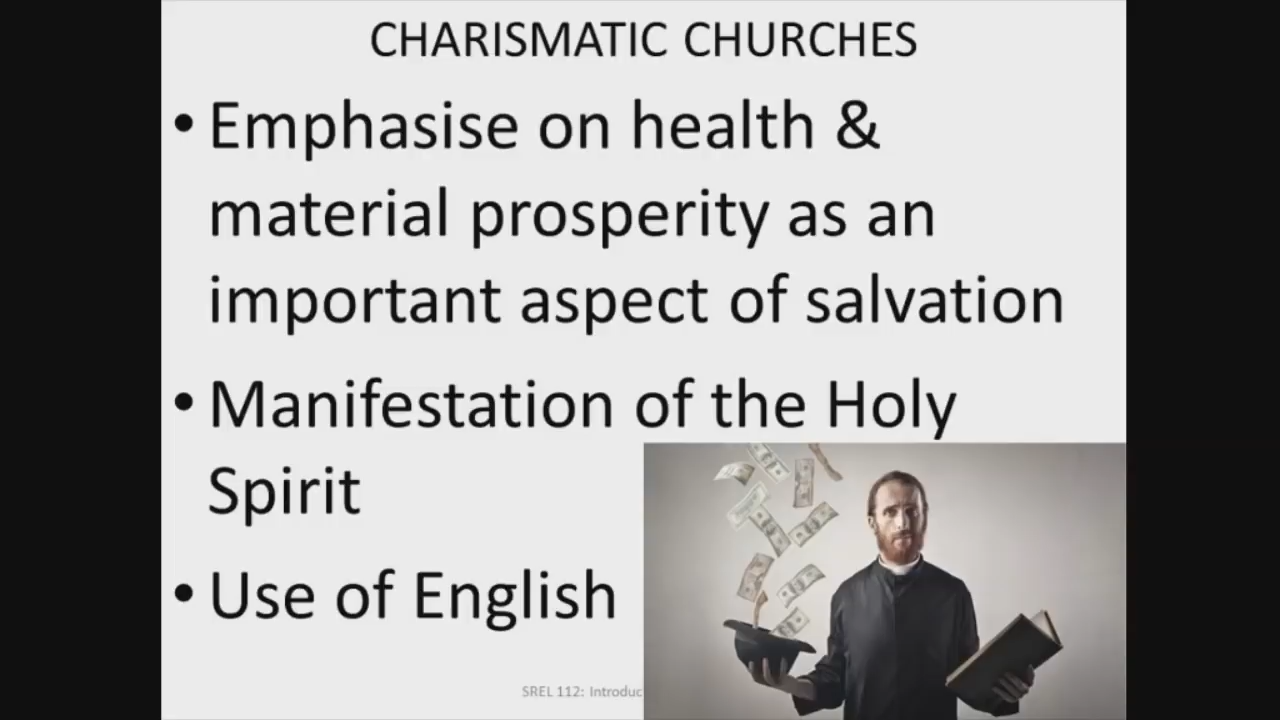 CHARISMATIC CHURCHES
• Emphasise on health &
material prosperity as an
important aspect of salvation
• Manifestation of the Holy
Spirit
• Use of English
SREL 112: Introduc